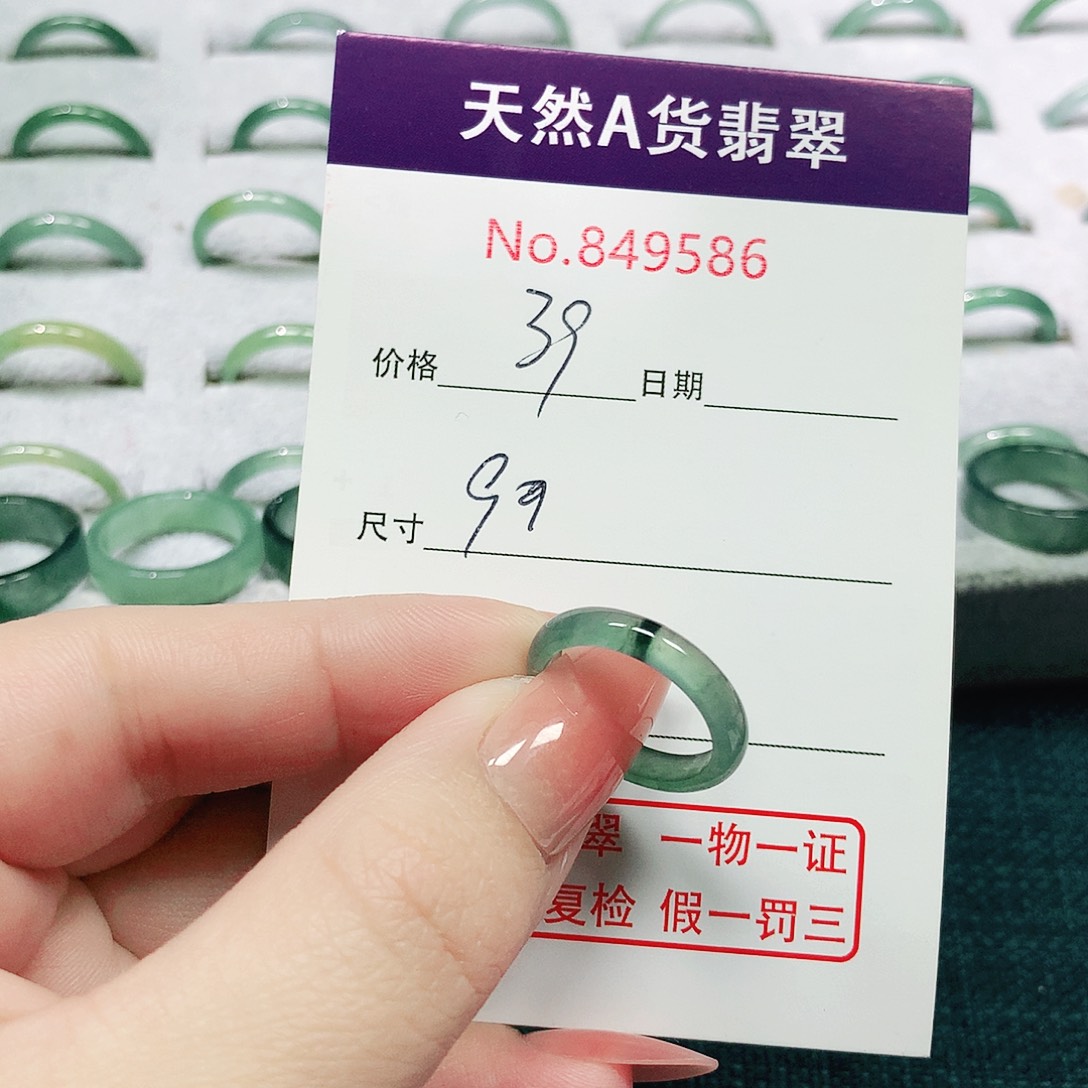 天然A货翡翠
No.849586
价格 39 日期
尺寸
翠 一物一证
复检 假一罚三